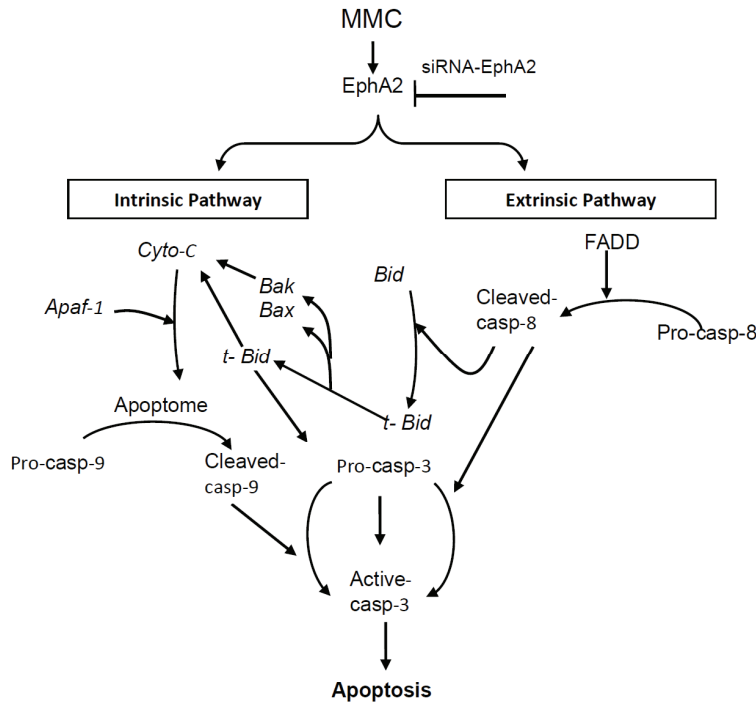 MMC
siRNA-EphA2
EphA2
Intrinsic Pathway
Extrinsic Pathway
FADD
Cyto-C
Bak
Bax
Bid
Cleaved-
casp-8
Pro-casp-8
Apaf-1
t- Bid
t- Bid
Apoptome
Pro-casp-9
Cleaved-
casp-9
Pro-casp-3
Active-
casp-3
Apoptosis